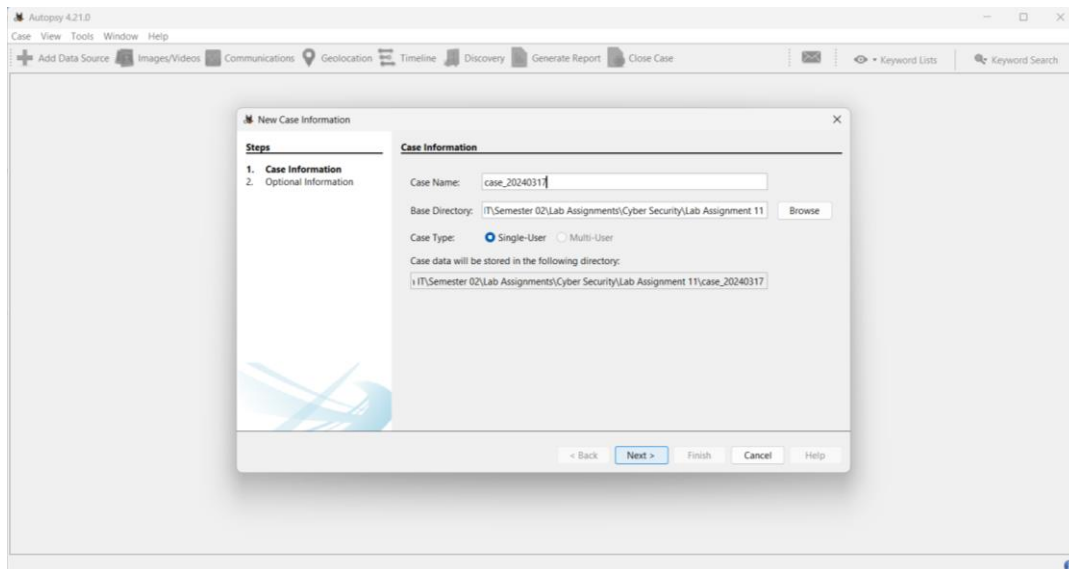 Autopsy 4.21.0
Case View Tools Window Help
Add Data Source Images/Videos Communications Geolocation Timeline Discovery Generate Report Close Case Keyword Lists Keyword Search
New Case Information
Steps
1. Case Information
2. Optional Information
Case Information
Case Name: case_20240317
Base Directory: IT\Semester 02\Lab Assignments\Cyber Security\Lab Assignment 11 Browse
Case Type: Single-User Multi-User
Case data will be stored in the following directory:
IT\Semester 02\Lab Assignments\Cyber Security\Lab Assignment 11\case_20240317
< Back Next > Finish Cancel Help